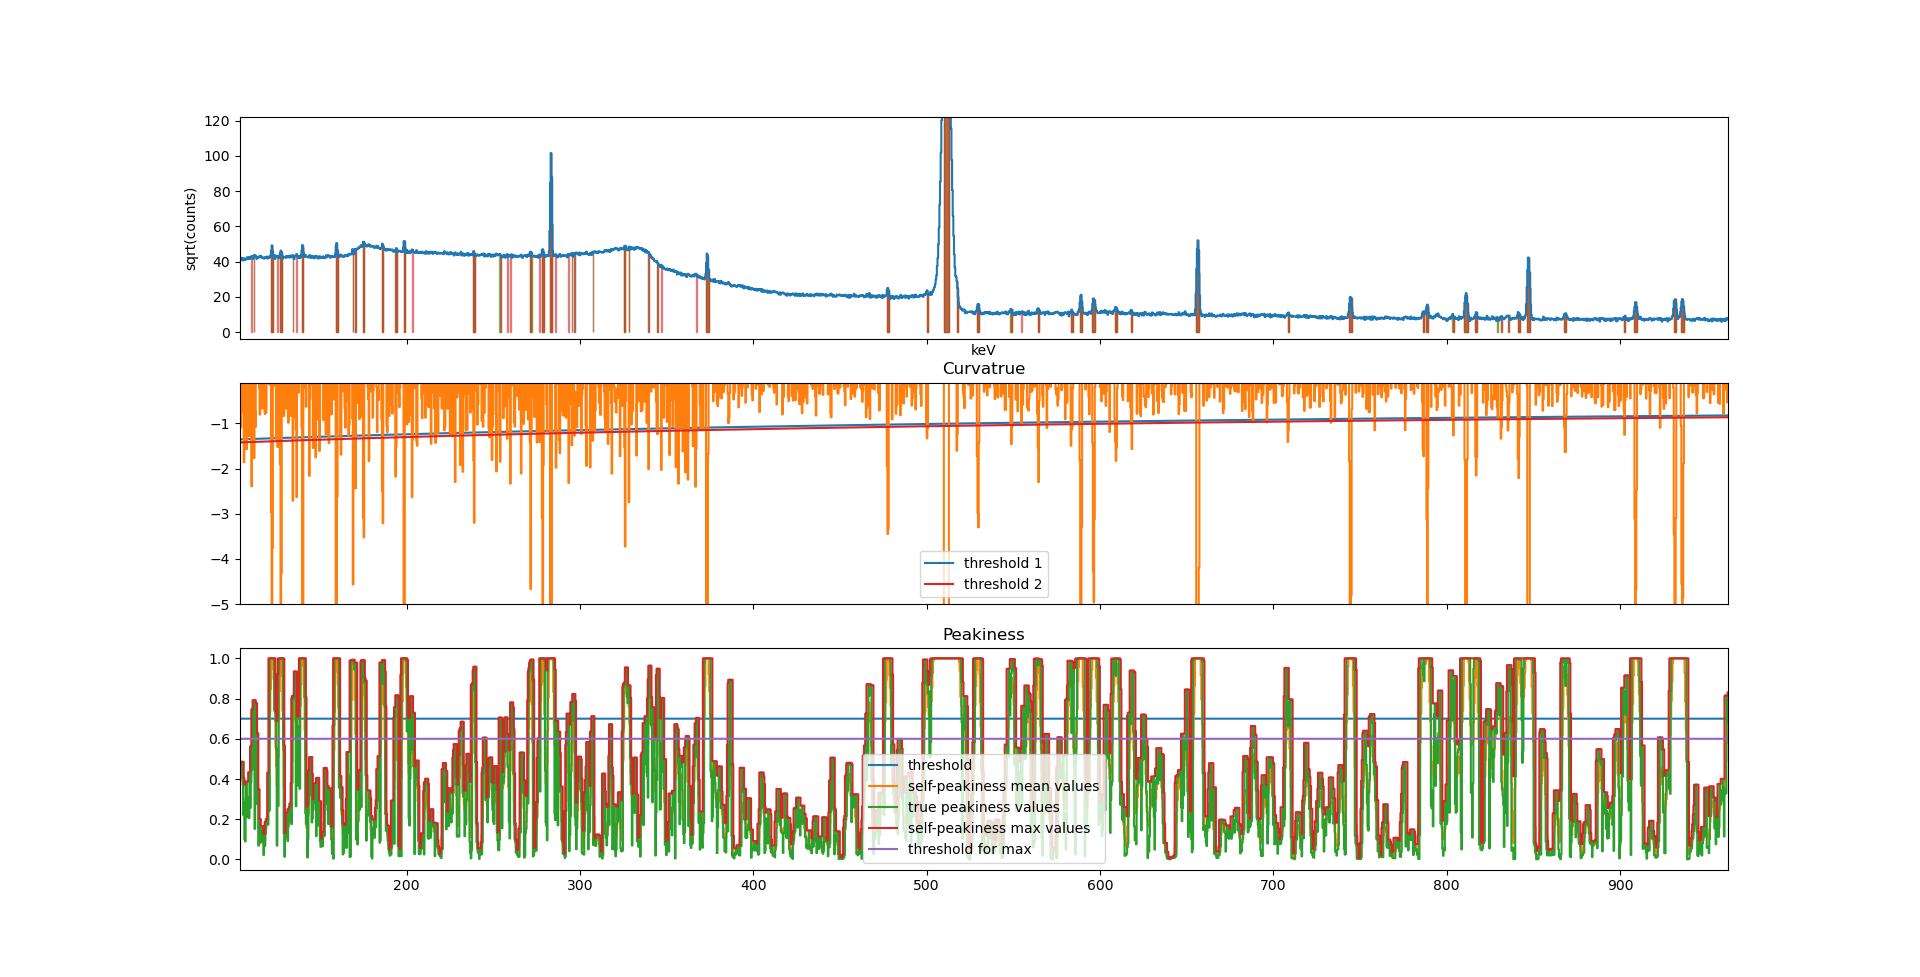 120
100
80
60
40
20
0
sqrt(counts)
keV
Curvatrue
−1
−2
−3
−4
−5
threshold 1
threshold 2
Peakiness
1.0
0.8
0.6
0.4
0.2
0.0
threshold
self-peakiness mean values
true peakiness values
self-peakiness max values
threshold for max
200 300 400 500 600 700 800 900